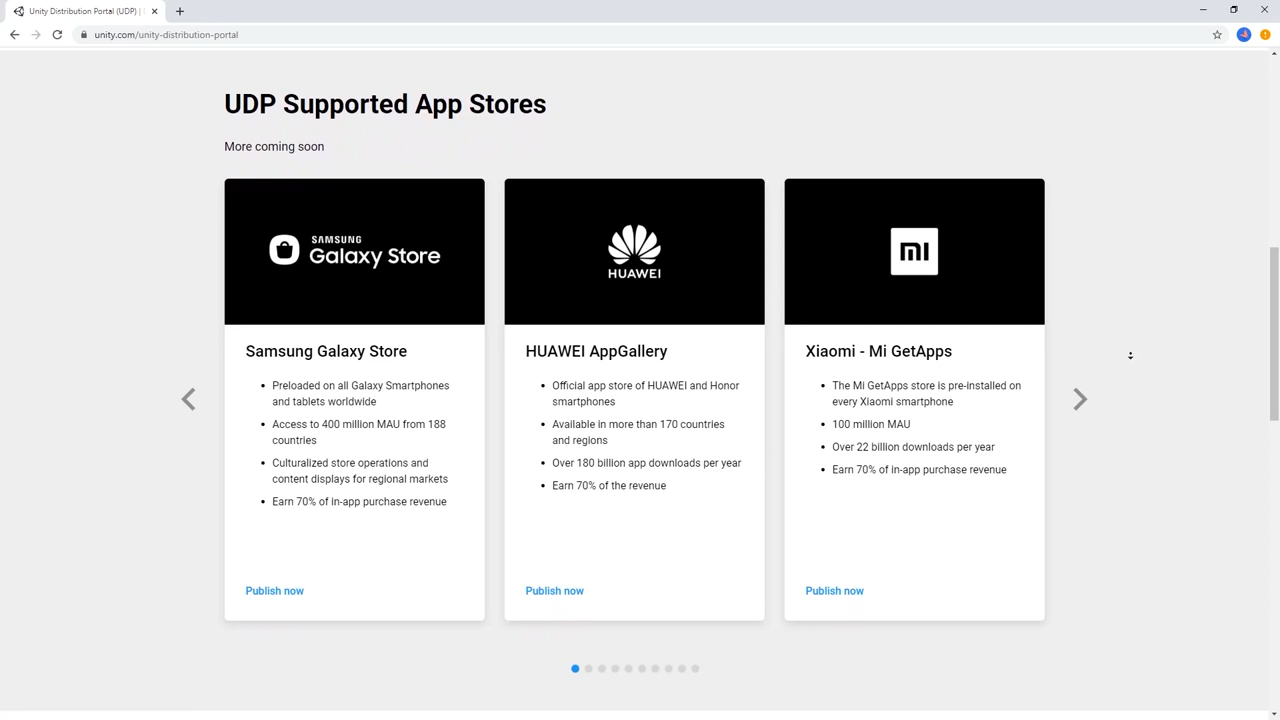 Unity Distribution Portal (UDP) |
unity.com/unity-distribution-portal
UDP Supported App Stores
More coming soon
SAMSUNG
Galaxy Store
HUAWEI
mi
Samsung Galaxy Store
• Preloaded on all Galaxy Smartphones
and tablets worldwide
• Access to 400 million MAU from 188
countries
• Culturalized store operations and
content displays for regional markets
• Earn 70% of in-app purchase revenue
Publish now
HUAWEI AppGallery
• Official app store of HUAWEI and Honor
smartphones
• Available in more than 170 countries
and regions
• Over 180 billion app downloads per year
• Earn 70% of the revenue
Publish now
Xiaomi - Mi GetApps
• The Mi GetApps store is pre-installed on
every Xiaomi smartphone
• 100 million MAU
• Over 22 billion downloads per year
• Earn 70% of in-app purchase revenue
Publish now